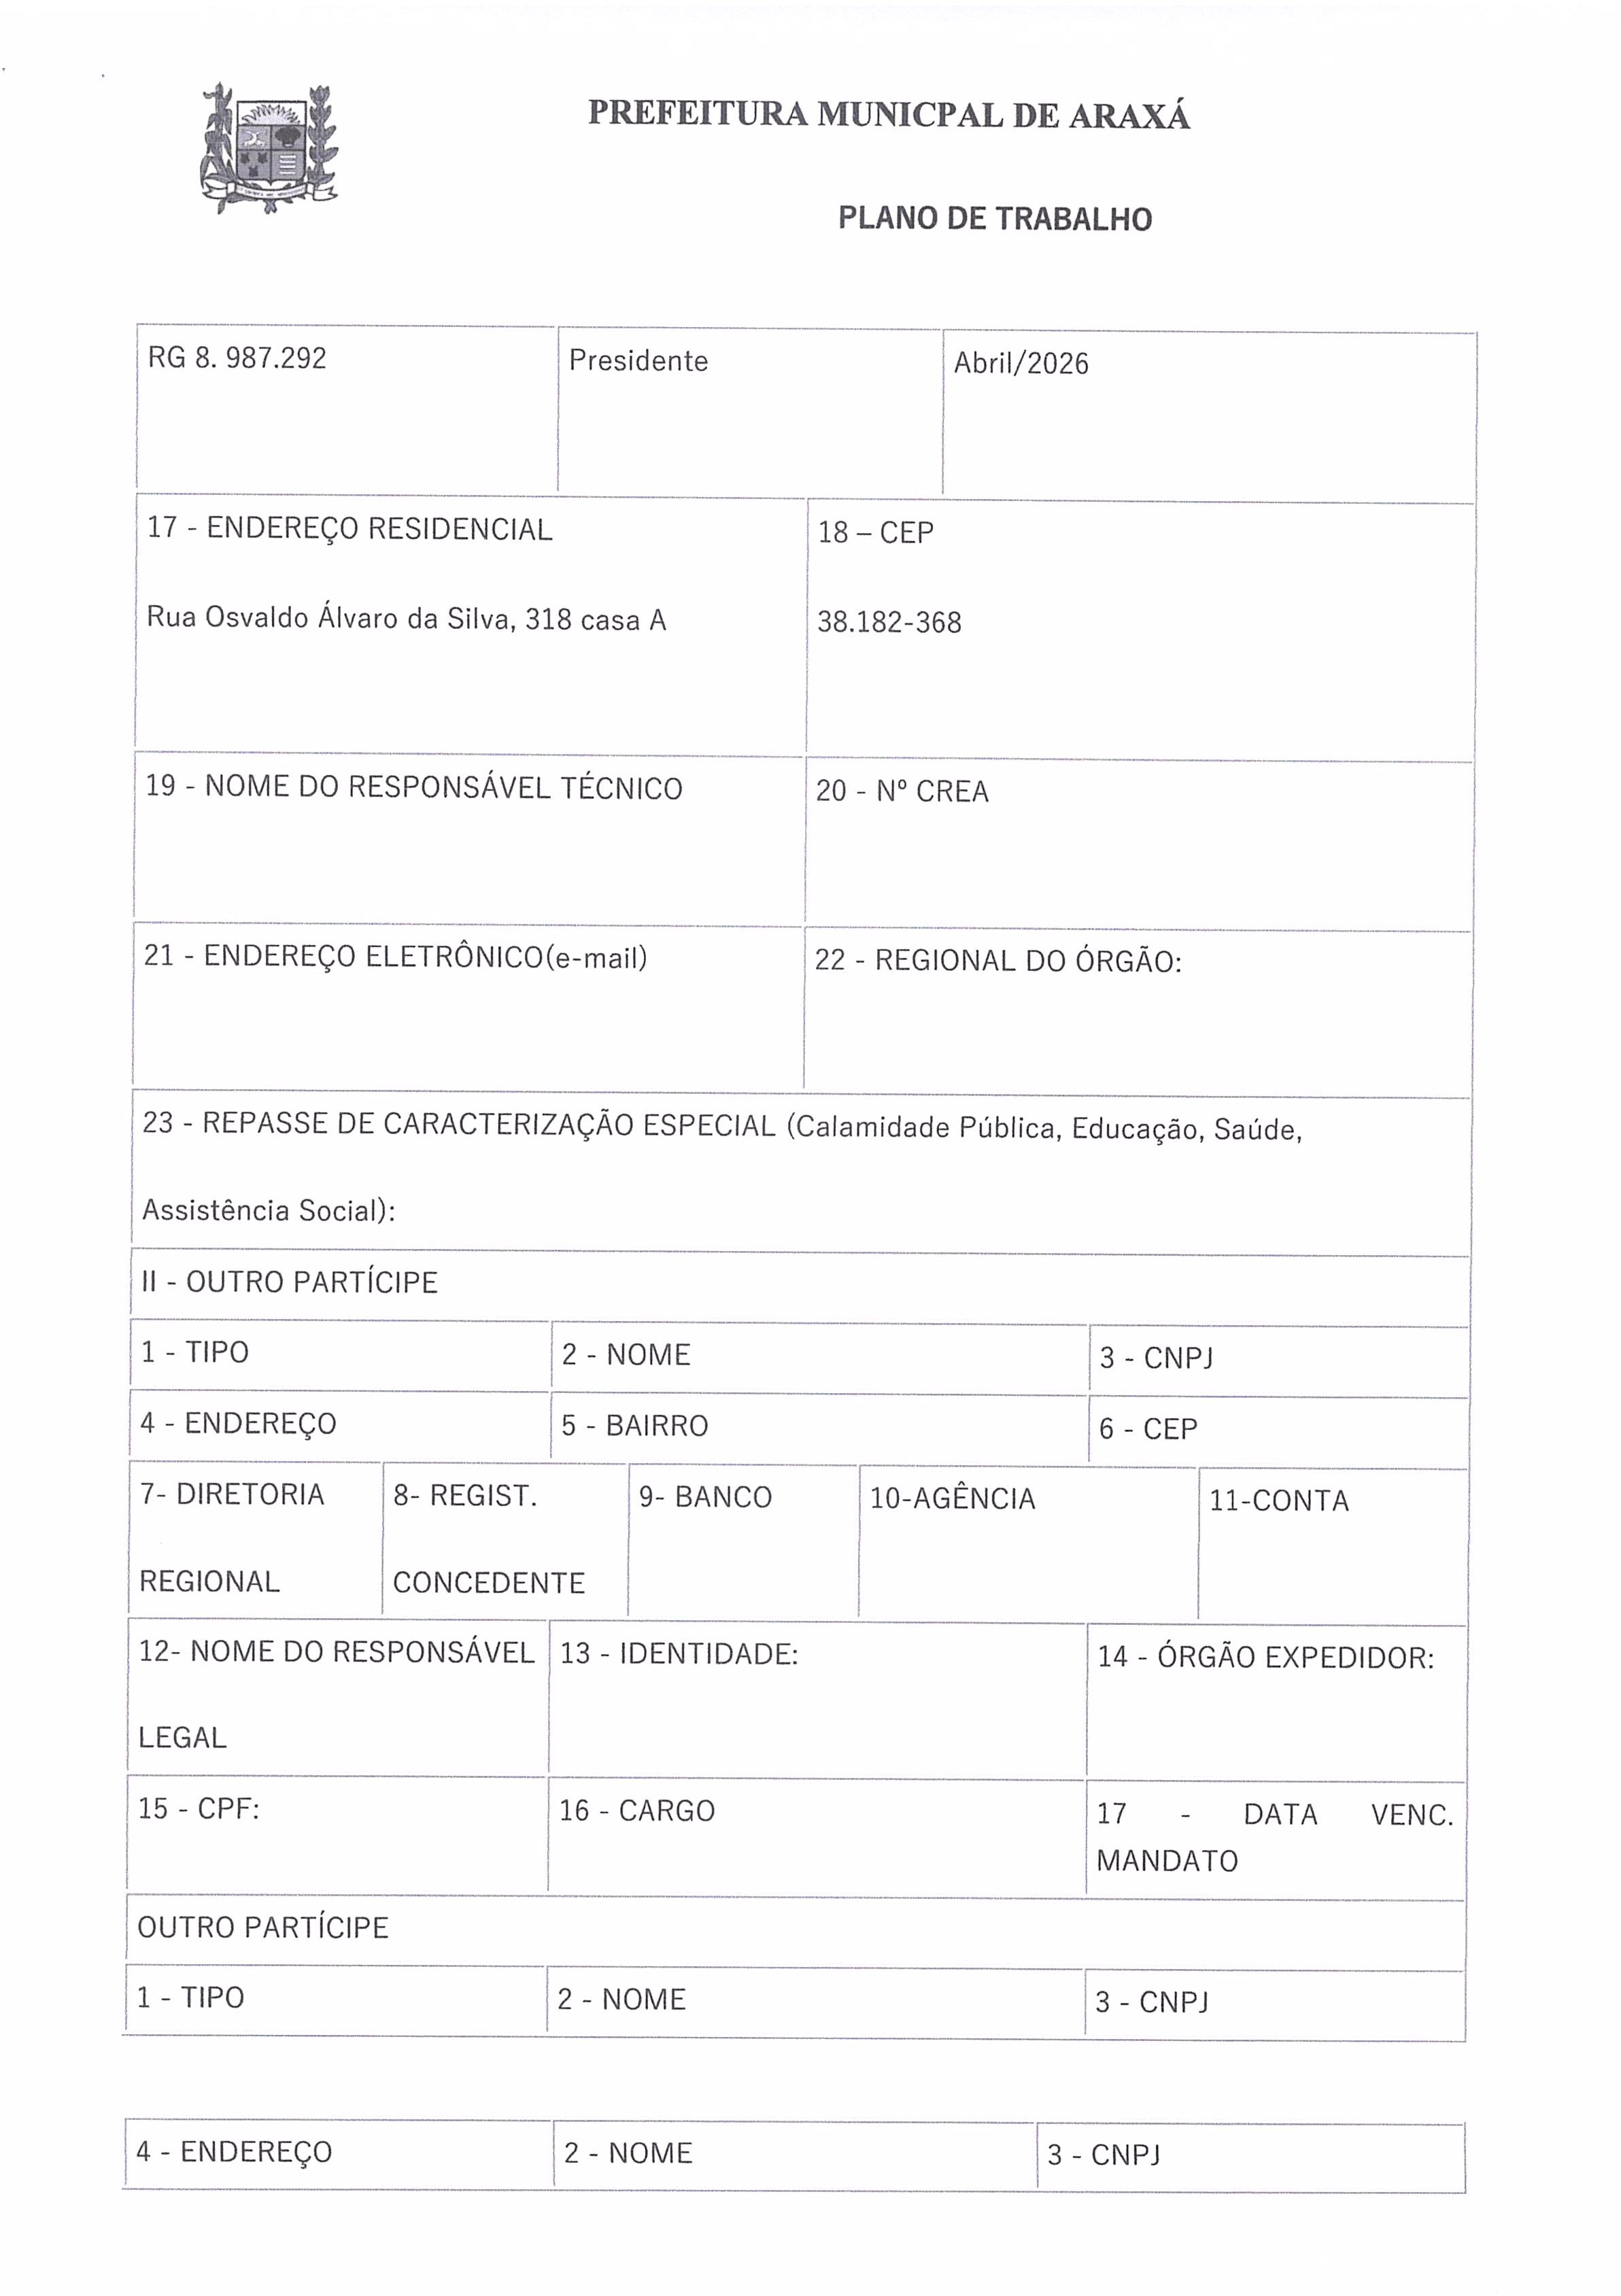 PREFEITURA MUNICPAL DE ARAXÁ
PLANO DE TRABALHO
RG 8. 987.292
Presidente
Abril/2026
17 - ENDEREÇO RESIDENCIAL
18 – CEP
Rua Osvaldo Álvaro da Silva, 318 casa A
38.182-368
19 - NOME DO RESPONSÁVEL TÉCNICO
20 - Nº CREA
21 - ENDEREÇO ELETRÔNICO(e-mail)
22 - REGIONAL DO ÓRGÃO:
23 - REPASSE DE CARACTERIZAÇÃO ESPECIAL (Calamidade Pública, Educação, Saúde,
Assistência Social):
II - OUTRO PARTÍCIPE
1 - TIPO
2 - NOME
3 - CNPJ
4 - ENDEREÇO
5 - BAIRRO
6 - CEP
7- DIRETORIA
REGIONAL
8- REGIST.
CONCEDENTE
9- BANCO
10-AGÊNCIA
11-CONTA
12- NOME DO RESPONSÁVEL
LEGAL
13 - IDENTIDADE:
14 - ÓRGÃO EXPEDIDOR:
15 - CPF:
16 - CARGO
17 - DATA VENC.
MANDATO
OUTRO PARTÍCIPE
1 - TIPO
2 - NOME
3 - CNPJ
4 - ENDEREÇO
2 - NOME
3 - CNPJ